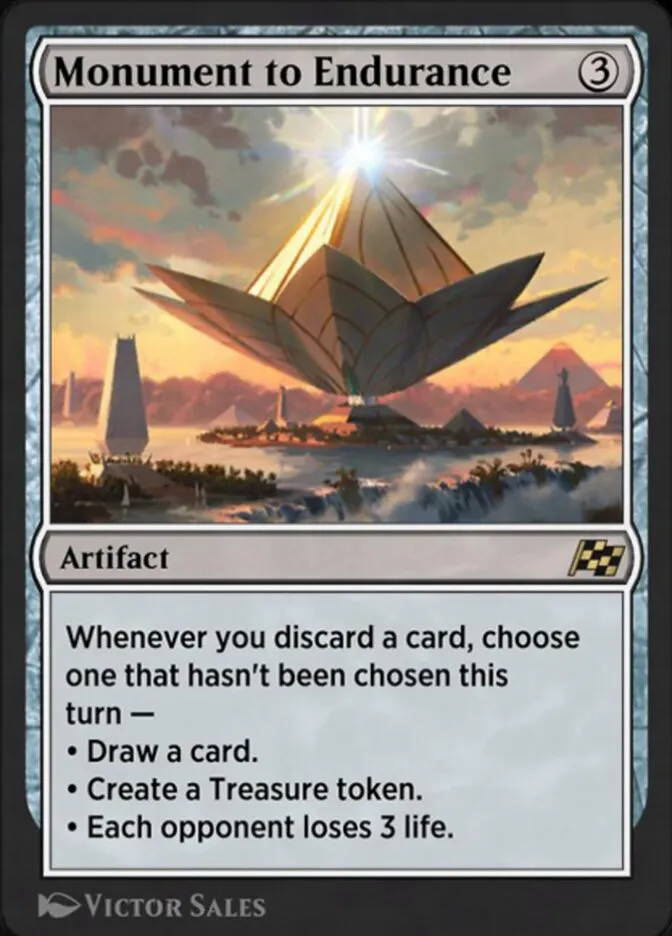 Monument to Endurance 3
Artifact
Whenever you discard a card, choose
one that hasn't been chosen this
turn —
• Draw a card.
• Create a Treasure token.
• Each opponent loses 3 life.
Victor Sales